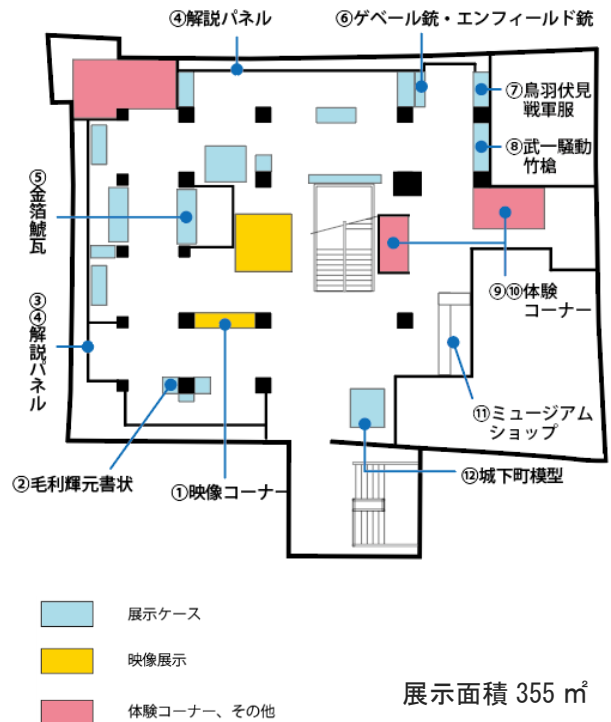 ④解説パネル
⑥ゲベール銃・エンフィールド銃
⑦鳥羽伏見
戦軍服
⑧武一騒動
竹槍
⑤金箔鯱瓦
⑨⑩体験
コーナー
③④解説パネル
⑪ミュージアム
ショップ
②毛利輝元書状
①映像コーナー
⑫城下町模型
展示ケース
映像展示
体験コーナー、その他
展示面積 355 ㎡